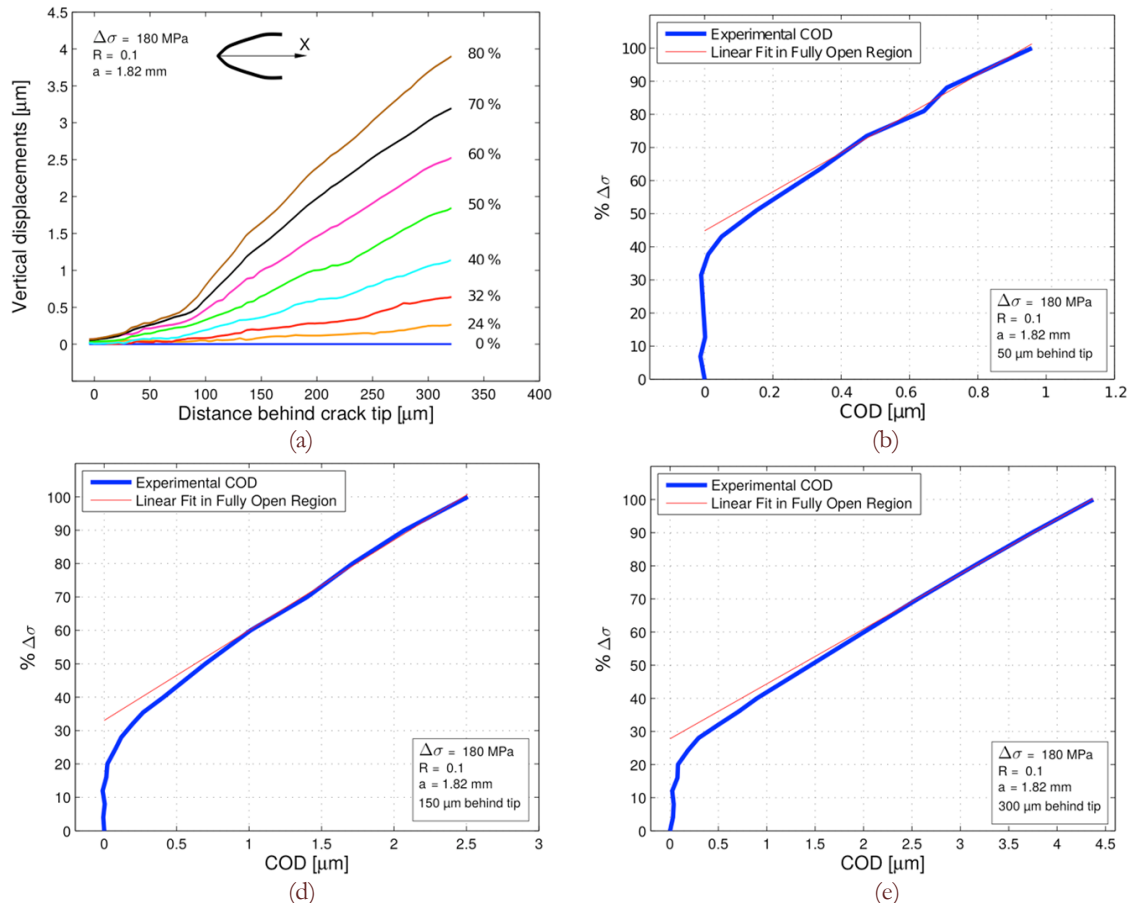 Δσ = 180 MPa
R = 0.1
a = 1.82 mm
X
80 %
70 %
60 %
50 %
40 %
32 %
24 %
0 %
4.5
4
3.5
3
2.5
2
1.5
1
0.5
0
Vertical displacements [μm]
0 50 100 150 200 250 300 350 400
Distance behind crack tip [μm]
(a)
Experimental COD
Linear Fit in Fully Open Region
100
90
80
70
60
50
40
30
20
10
0
% Δσ
Δσ = 180 MPa
R = 0.1
a = 1.82 mm
50 μm behind tip
0 0.2 0.4 0.6 0.8 1 1.2
COD [μm]
(b)
Experimental COD
Linear Fit in Fully Open Region
100
90
80
70
60
50
40
30
20
10
0
% Δσ
Δσ = 180 MPa
R = 0.1
a = 1.82 mm
150 μm behind tip
0 0.5 1 1.5 2 2.5 3
COD [μm]
(d)
Experimental COD
Linear Fit in Fully Open Region
100
90
80
70
60
50
40
30
20
10
0
% Δσ
Δσ = 180 MPa
R = 0.1
a = 1.82 mm
300 μm behind tip
0 0.5 1 1.5 2 2.5 3 3.5 4 4.5
COD [μm]
(e)